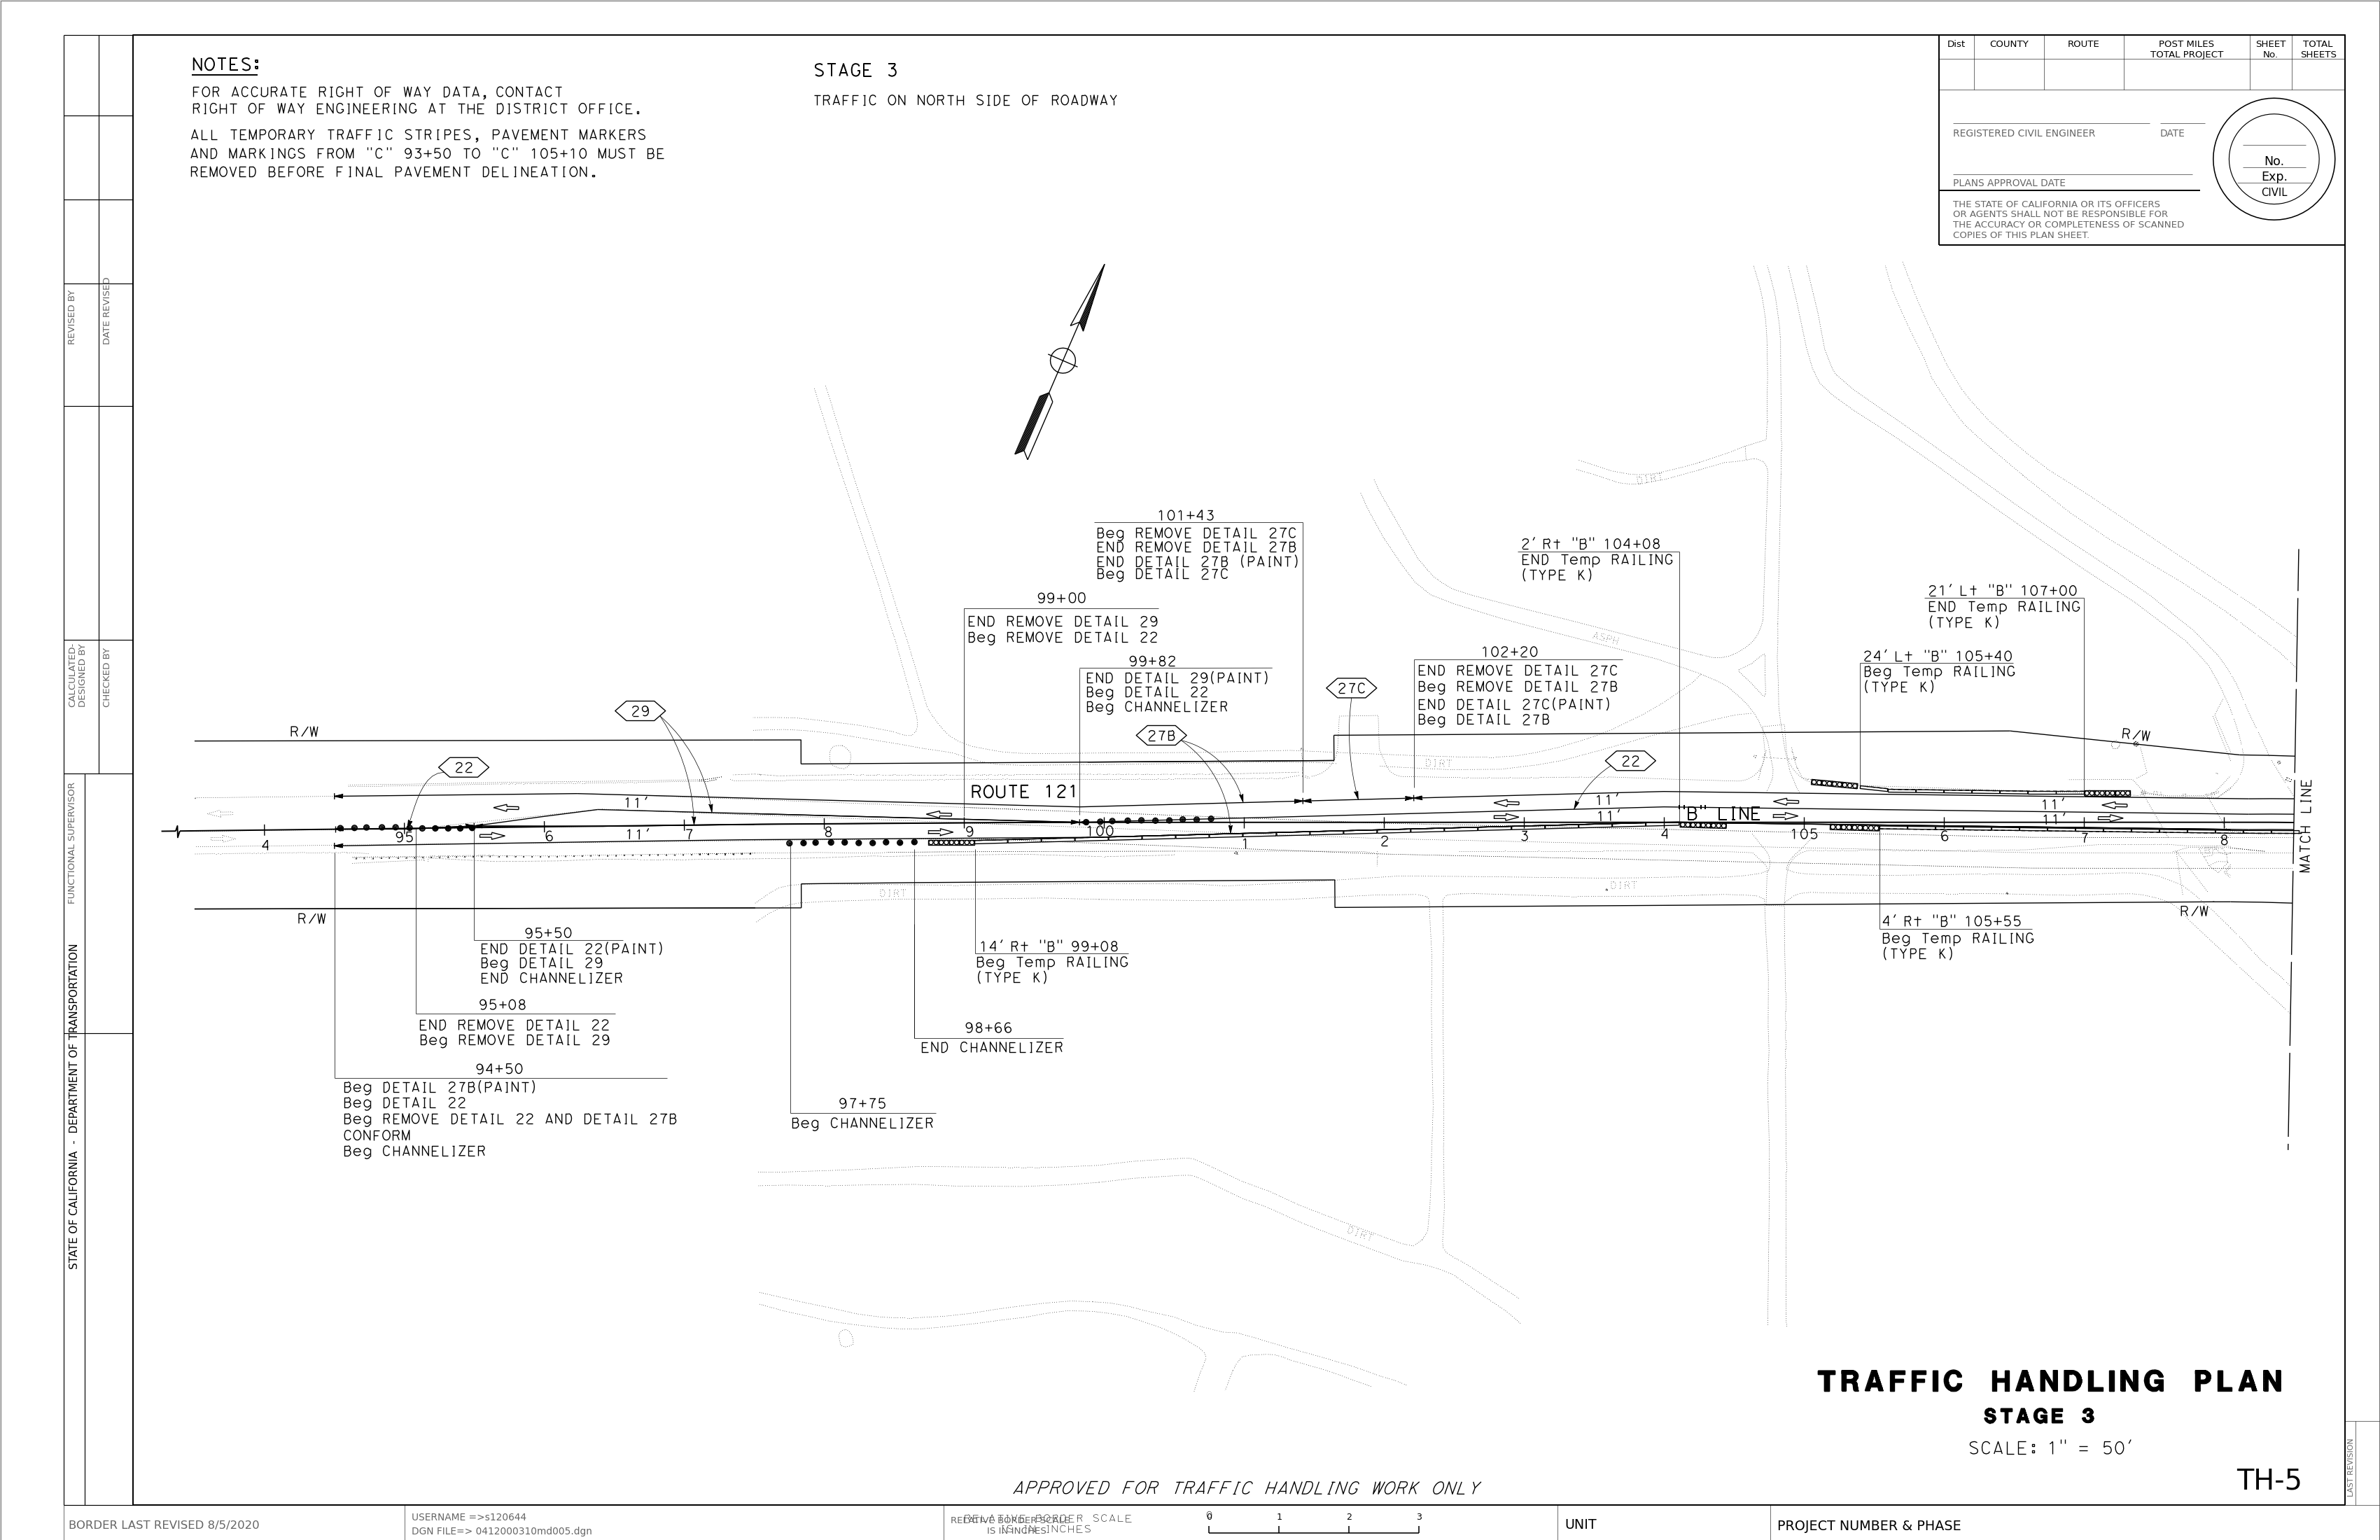 NOTES:
FOR ACCURATE RIGHT OF WAY DATA, CONTACT
RIGHT OF WAY ENGINEERING AT THE DISTRICT OFFICE.
ALL TEMPORARY TRAFFIC STRIPES, PAVEMENT MARKERS
AND MARKINGS FROM "C" 93+50 TO "C" 105+10 MUST BE
REMOVED BEFORE FINAL PAVEMENT DELINEATION.
STAGE 3
TRAFFIC ON NORTH SIDE OF ROADWAY
Dist COUNTY ROUTE POST MILES TOTAL PROJECT SHEET No. TOTAL SHEETS
REGISTERED CIVIL ENGINEER DATE
PLANS APPROVAL DATE
No.
Exp.
CIVIL
THE STATE OF CALIFORNIA OR ITS OFFICERS
OR AGENTS SHALL NOT BE RESPONSIBLE FOR
THE ACCURACY OR COMPLETENESS OF SCANNED
COPIES OF THIS PLAN SHEET.
REVISED BY
DATE REVISED
CALCULATED-
DESIGNED BY
CHECKED BY
FUNCTIONAL SUPERVISOR
STATE OF CALIFORNIA - DEPARTMENT OF TRANSPORTATION
DIRT
101+43
Beg REMOVE DETAIL 27C
END REMOVE DETAIL 27B
END DETAIL 27B (PAINT)
Beg DETAIL 27C
2' Rt "B" 104+08
END Temp RAILING
(TYPE K)
99+00
END REMOVE DETAIL 29
Beg REMOVE DETAIL 22
21' Lt "B" 107+00
END Temp RAILING
(TYPE K)
ASPH
99+82
END DETAIL 29(PAINT)
Beg DETAIL 22
Beg CHANNELIZER
102+20
END REMOVE DETAIL 27C
Beg REMOVE DETAIL 27B
END DETAIL 27C(PAINT)
Beg DETAIL 27B
24' Lt "B" 105+40
Beg Temp RAILING
(TYPE K)
27C
29
27B
R/W
R/W
22
22
DIRT
ROUTE 121
11'
11'
11'
11'
11'
11'
"B" LINE
4 95 6 7 8 9 100 1 2 3 4 105 6 7 8
MATCH LINE
DIRT
DIRT
R/W
R/W
95+50
END DETAIL 22(PAINT)
Beg DETAIL 29
END CHANNELIZER
14' Rt "B" 99+08
Beg Temp RAILING
(TYPE K)
4' Rt "B" 105+55
Beg Temp RAILING
(TYPE K)
95+08
END REMOVE DETAIL 22
Beg REMOVE DETAIL 29
98+66
END CHANNELIZER
94+50
Beg DETAIL 27B(PAINT)
Beg DETAIL 22
Beg REMOVE DETAIL 22 AND DETAIL 27B
CONFORM
Beg CHANNELIZER
97+75
Beg CHANNELIZER
DIRT
TRAFFIC HANDLING PLAN
STAGE 3
SCALE: 1" = 50'
TH-5
LAST REVISION
APPROVED FOR TRAFFIC HANDLING WORK ONLY
BORDER LAST REVISED 8/5/2020
USERNAME =>s120644
DGN FILE=> 0412000310md005.dgn
RELATIVE BORDER SCALE
IS IN INCHES
0 1 2 3
UNIT
PROJECT NUMBER & PHASE